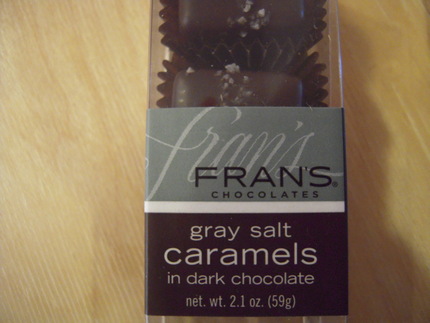 fran's
FRAN'S®
CHOCOLATES
gray salt
caramels
in dark chocolate
net. wt. 2.1 oz. (59g)